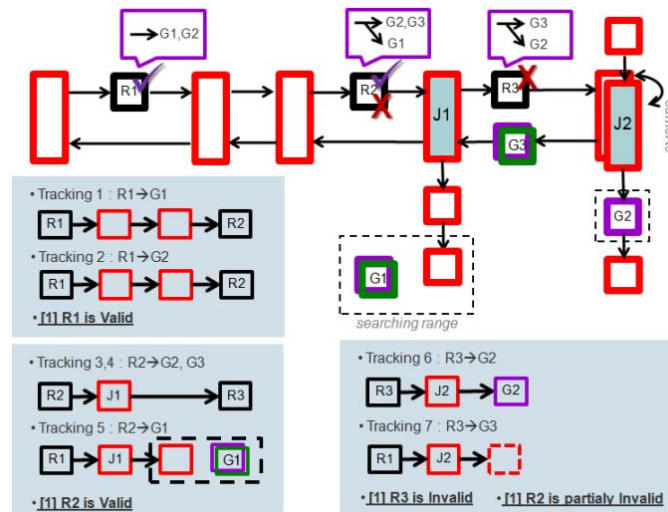 G1,G2
G2,G3
G1
G3
G2
R1
R2
J1
R3
G3
J2
G2
G1
searching range
• Tracking 1 : R1→G1
R1
R2
• Tracking 2 : R1→G2
R1
R2
• [1] R1 is Valid
• Tracking 3,4 : R2→G2, G3
R2
J1
R3
• Tracking 5 : R2→G1
R1
J1
G1
• [1] R2 is Valid
• Tracking 6 : R3→G2
R3
J2
G2
• Tracking 7 : R3→G3
R1
J2
• [1] R3 is Invalid
• [1] R2 is partialy Invalid